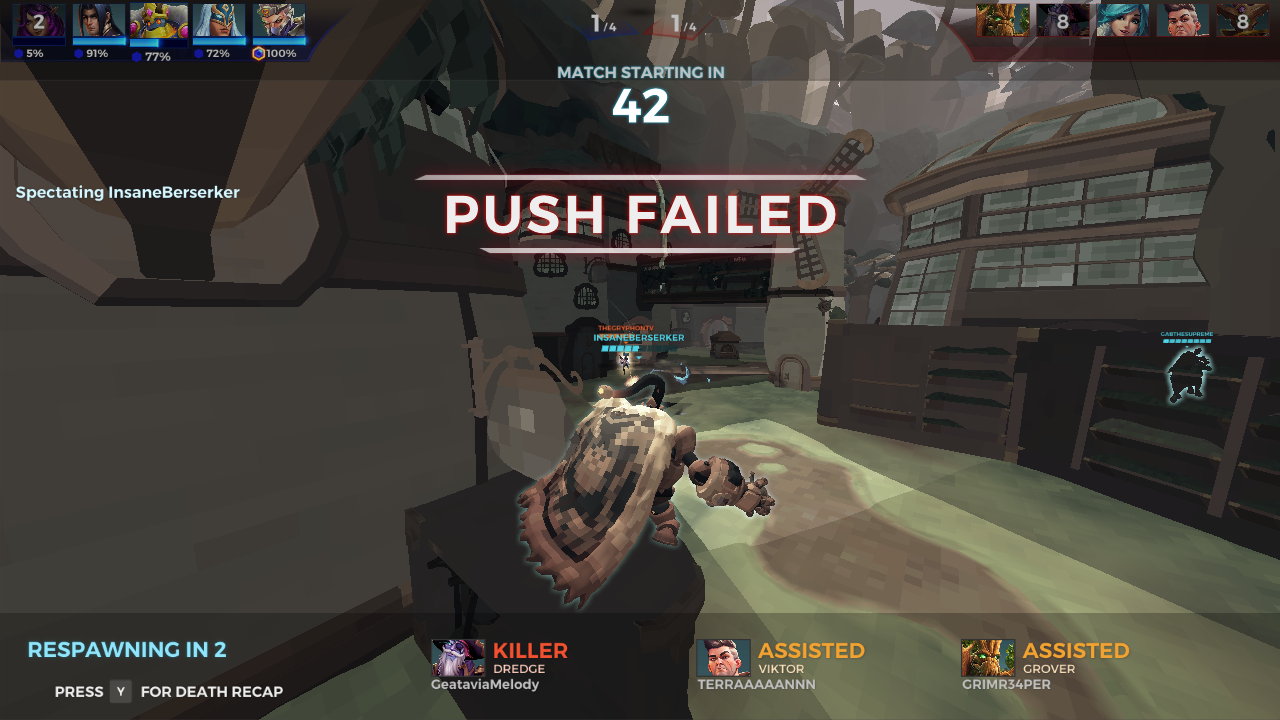 2
8
8
5%
91%
77%
72%
100%
1/4
1/4
MATCH STARTING IN
42
Spectating InsaneBerserker
PUSH FAILED
THEGRYPHONTV
INSANEBERSERKER
GABTHESUPREME
RESPAWNING IN 2
PRESS Y FOR DEATH RECAP
KILLER
DREDGE
GeataviaMelody
ASSISTED
VIKTOR
TERRAAAAANNN
ASSISTED
GROVER
GRIMR34PER